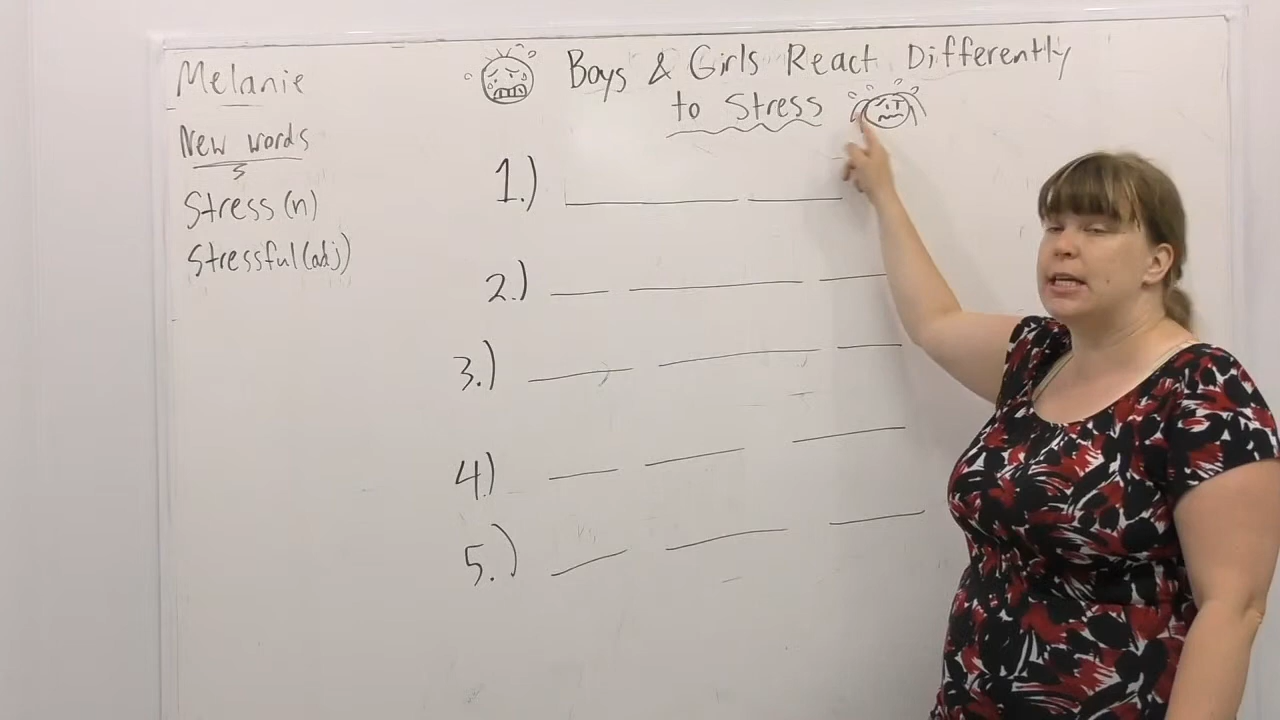 Melanie
New words
Stress (n)
Stressful (adj)
Boys & Girls React Differently
to Stress
1.)
2.)
3.)
4.)
5.)